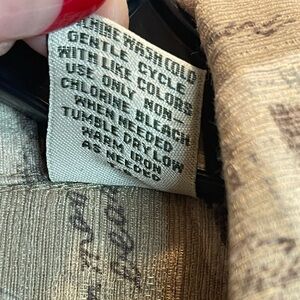 MACHINE WASH COLD
GENTLE CYCLE
WITH LIKE COLORS
USE ONLY NON-
CHLORINE BLEACH
WHEN NEEDED
TUMBLE DRY LOW
WARM IRON
AS NEEDED